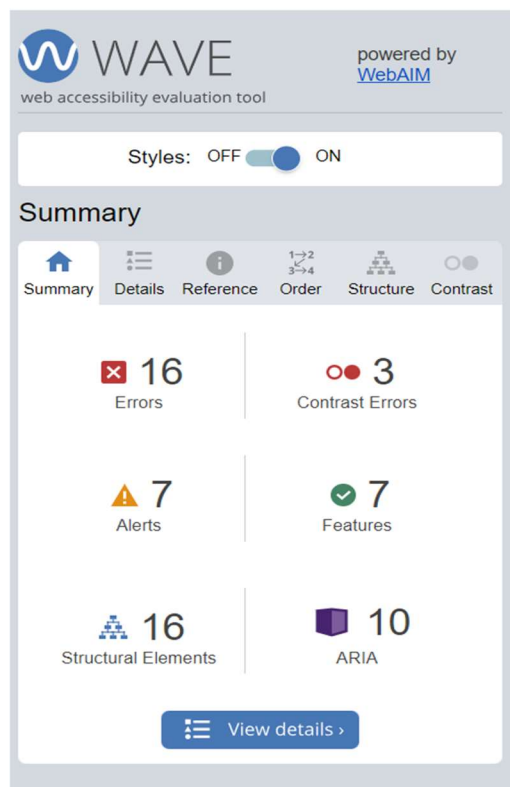 WAVE
web accessibility evaluation tool
powered by
WebAIM
Styles: OFF ON
Summary
Summary Details Reference Order Structure Contrast
1→2
3→4
16
Errors
3
Contrast Errors
7
Alerts
7
Features
16
Structural Elements
10
ARIA
View details ›